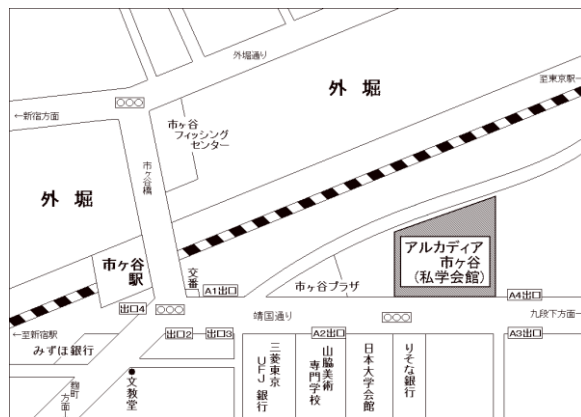 外堀通り
外 堀
至東京駅→
○○○
←新宿方面
市ヶ谷
フィッシング
センター
市ヶ谷橋
外 堀
市ヶ谷
駅
交番
アルカディア
市ヶ谷
(私学会館)
A1出口
市ヶ谷プラザ
A4出口
出口4
○○○
靖国通り
○○○
九段下方面→
←至新宿駅
出口2
出口3
A2出口
A3出口
みずほ銀行
三菱東京
UFJ銀行
山脇美術
専門学校
日本大学会館
りそな銀行
麹町
方面
文教堂